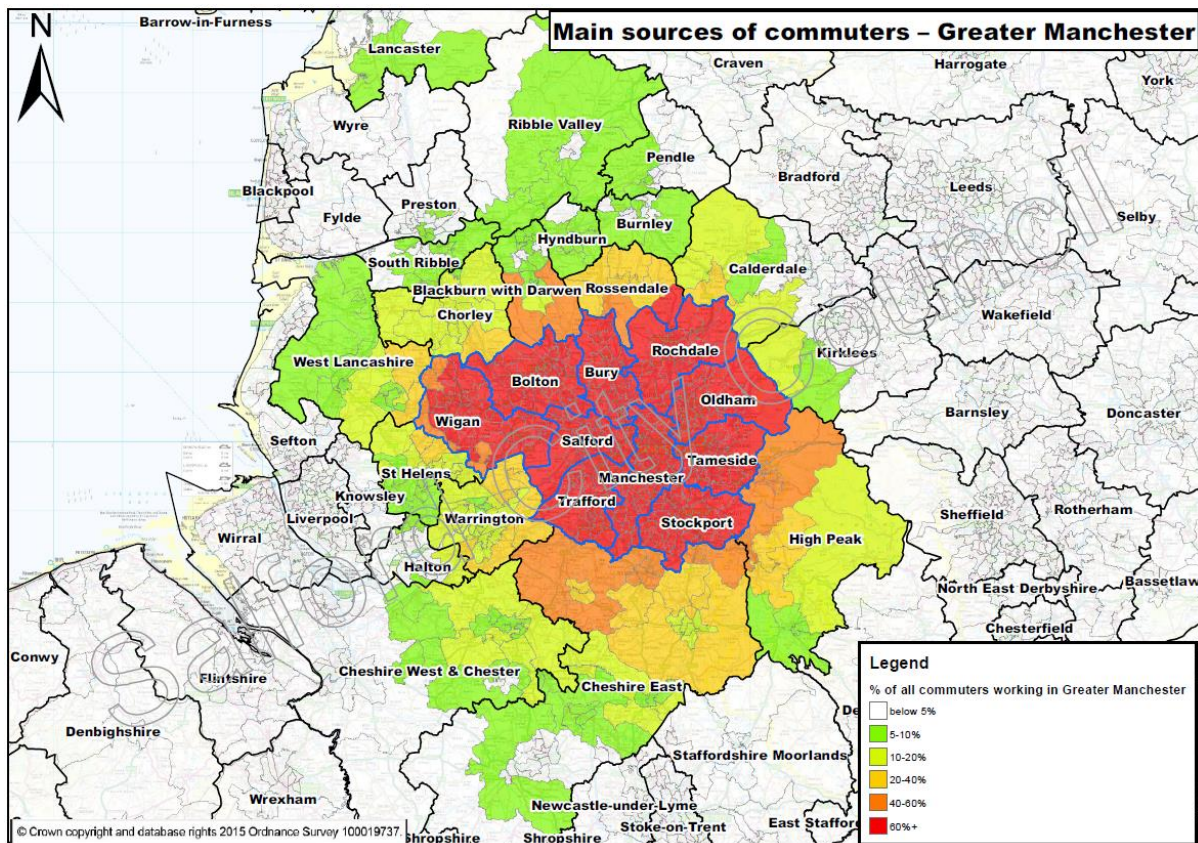 Main sources of commuters – Greater Manchester
N
Barrow-in-Furness
Lancaster
Craven
Harrogate
York
Wyre
Ribble Valley
Pendle
Bradford
Leeds
Blackpool
Preston
Fylde
Selby
Burnley
Hyndburn
South Ribble
Calderdale
Blackburn with Darwen
Rossendale
Chorley
Wakefield
Rochdale
Kirklees
West Lancashire
Bury
Bolton
Oldham
Barnsley
Doncaster
Wigan
Sefton
Salford
Tameside
St Helens
Manchester
Knowsley
Trafford
Liverpool
Warrington
Stockport
Sheffield
Rotherham
Wirral
High Peak
Halton
North East Derbyshire
Bassetlaw
Chesterfield
Conwy
Flintshire
Cheshire West & Chester
Cheshire East
Denbighshire
Staffordshire Moorlands
De
Wrexham
Newcastle-under-Lyme
Stoke-on-Trent
East Stafford
Shropshire
Shropshire
Legend
% of all commuters working in Greater Manchester
below 5%
5-10%
10-20%
20-40%
40-60%
60%+
© Crown copyright and database rights 2015 Ordnance Survey 100019737.
Salford City Council